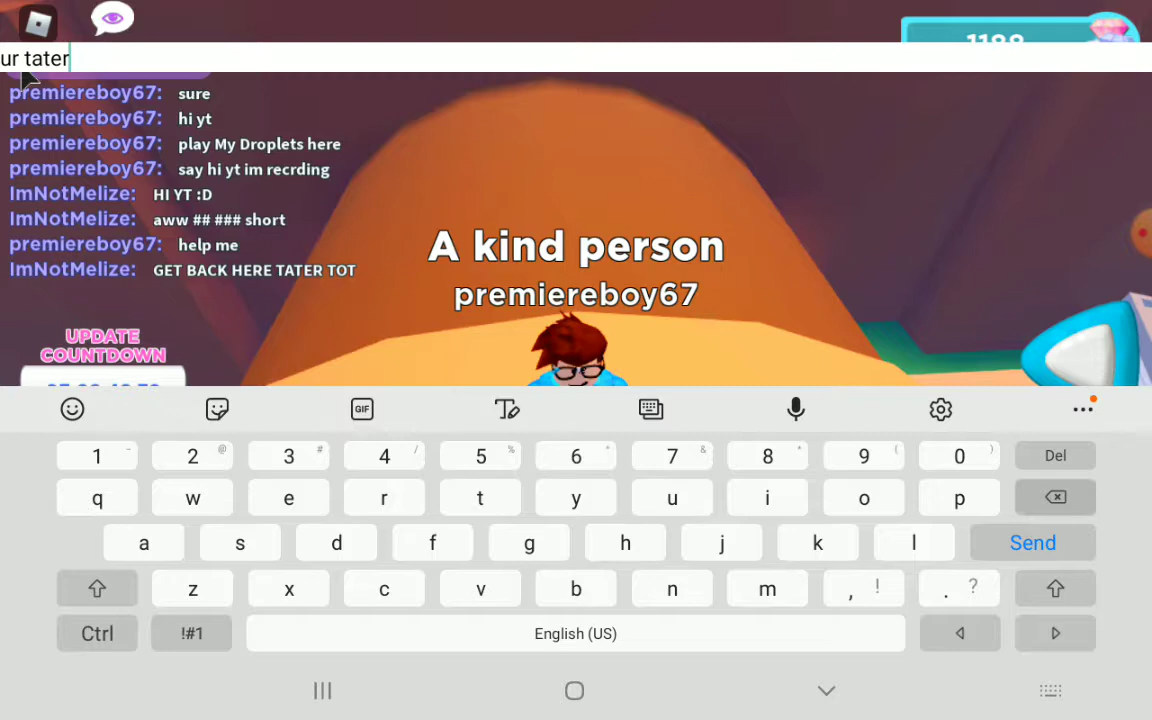 1188
ur tater
premiereboy67: sure
premiereboy67: hi yt
premiereboy67: play My Droplets here
premiereboy67: say hi yt im recrding
ImNotMelize: HI YT :D
ImNotMelize: aww ## ### short
premiereboy67: help me
ImNotMelize: GET BACK HERE TATER TOT
A kind person
premiereboy67
UPDATE
COUNTDOWN
GIF
1 - 2 @ 3 # 4 / 5 % 6 ^ 7 & 8 * 9 ( 0 ) Del
q w e r t y u i o p
a s d f g h j k l Send
z x c v b n m , ! . ?
Ctrl !#1 English (US)